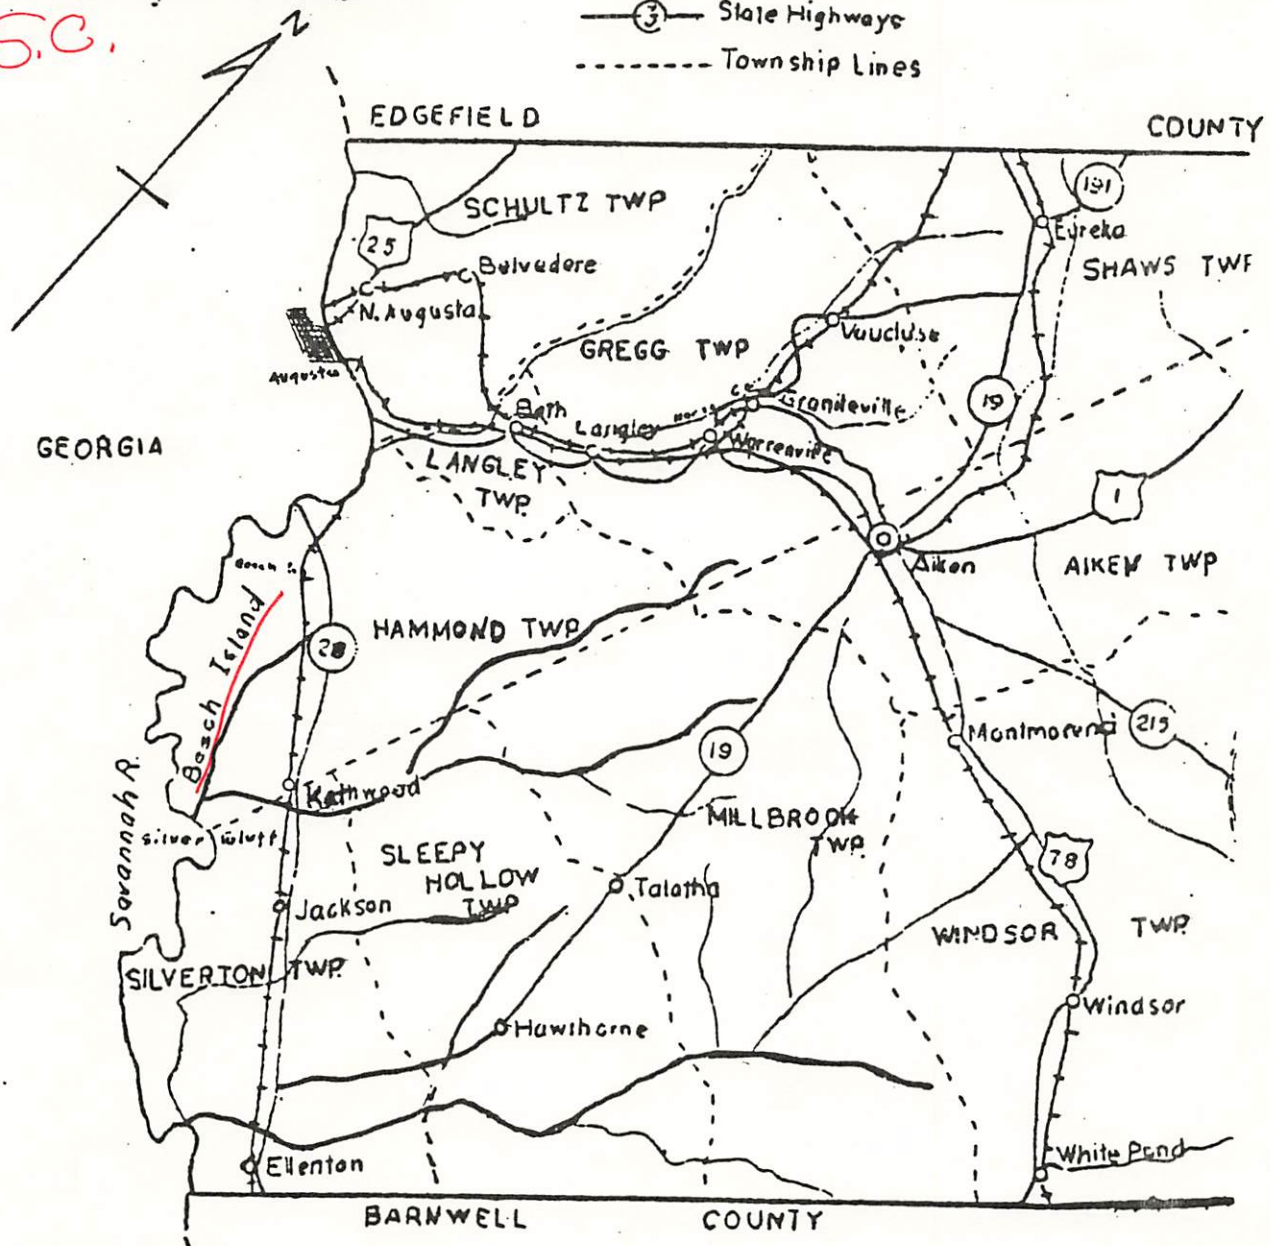 S.C.
N
3 State Highways
Township Lines
EDGEFIELD
COUNTY
191
SCHULTZ TWP
25
Eureka
Belvedere
SHAWS TWP
N. Augusta
Vaucluse
GREGG TWP
Augusta
19
Graniteville
Bath
Langley
Warrenville
GEORGIA
LANGLEY
TWP.
1
Aiken
AIKEN TWP
Beach Island
HAMMOND TWP.
28
215
Montmoren
19
Savannah R.
Kathwood
MILLBROOK
TWP.
Silver Bluff
SLEEPY
HOLLOW
TWP.
78
Talatha
Jackson
WINDSOR TWP.
SILVERTON TWP.
Windsor
Hawthorne
White Pond
Ellenton
BARNWELL COUNTY